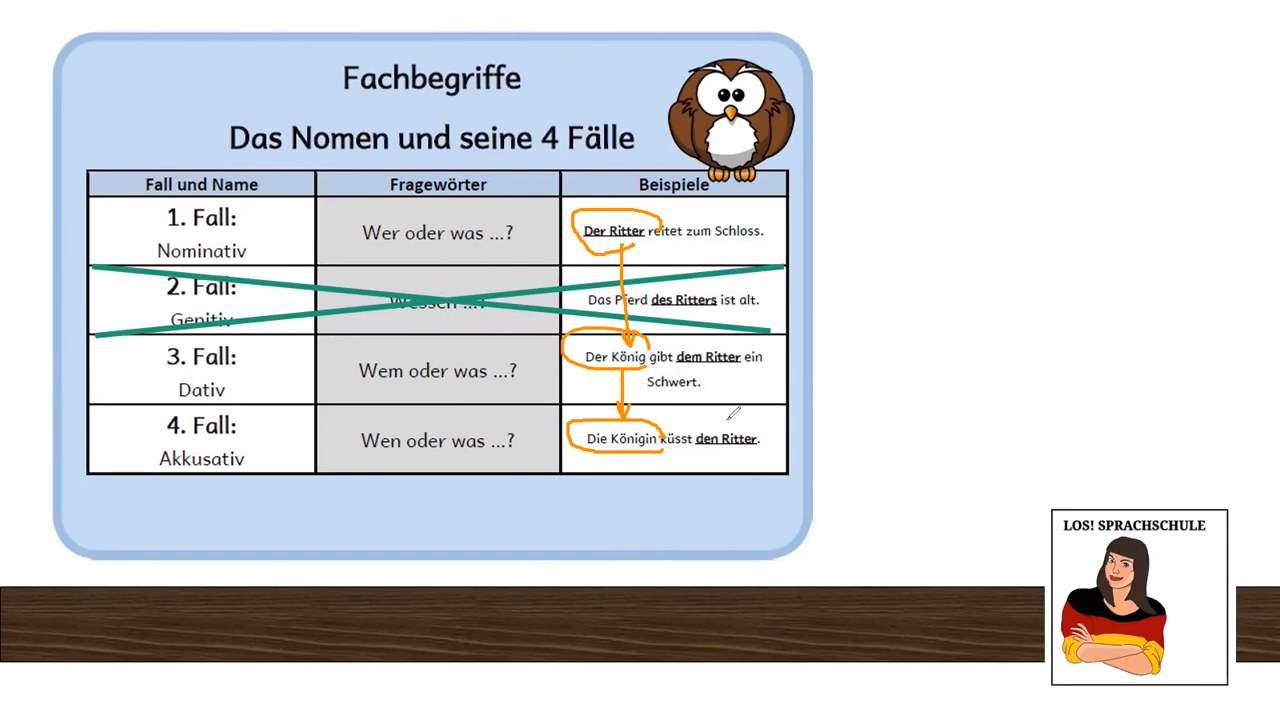 Fachbegriffe
Das Nomen und seine 4 Fälle
Fall und Name
Fragewörter
Beispiele
1. Fall:
Nominativ
Wer oder was ...?
Der Ritter reitet zum Schloss.
2. Fall:
Genitiv
Wessen ...?
Das Pferd des Ritters ist alt.
3. Fall:
Dativ
Wem oder was ...?
Der König gibt dem Ritter ein
Schwert.
4. Fall:
Akkusativ
Wen oder was ...?
Die Königin küsst den Ritter.
LOS! SPRACHSCHULE